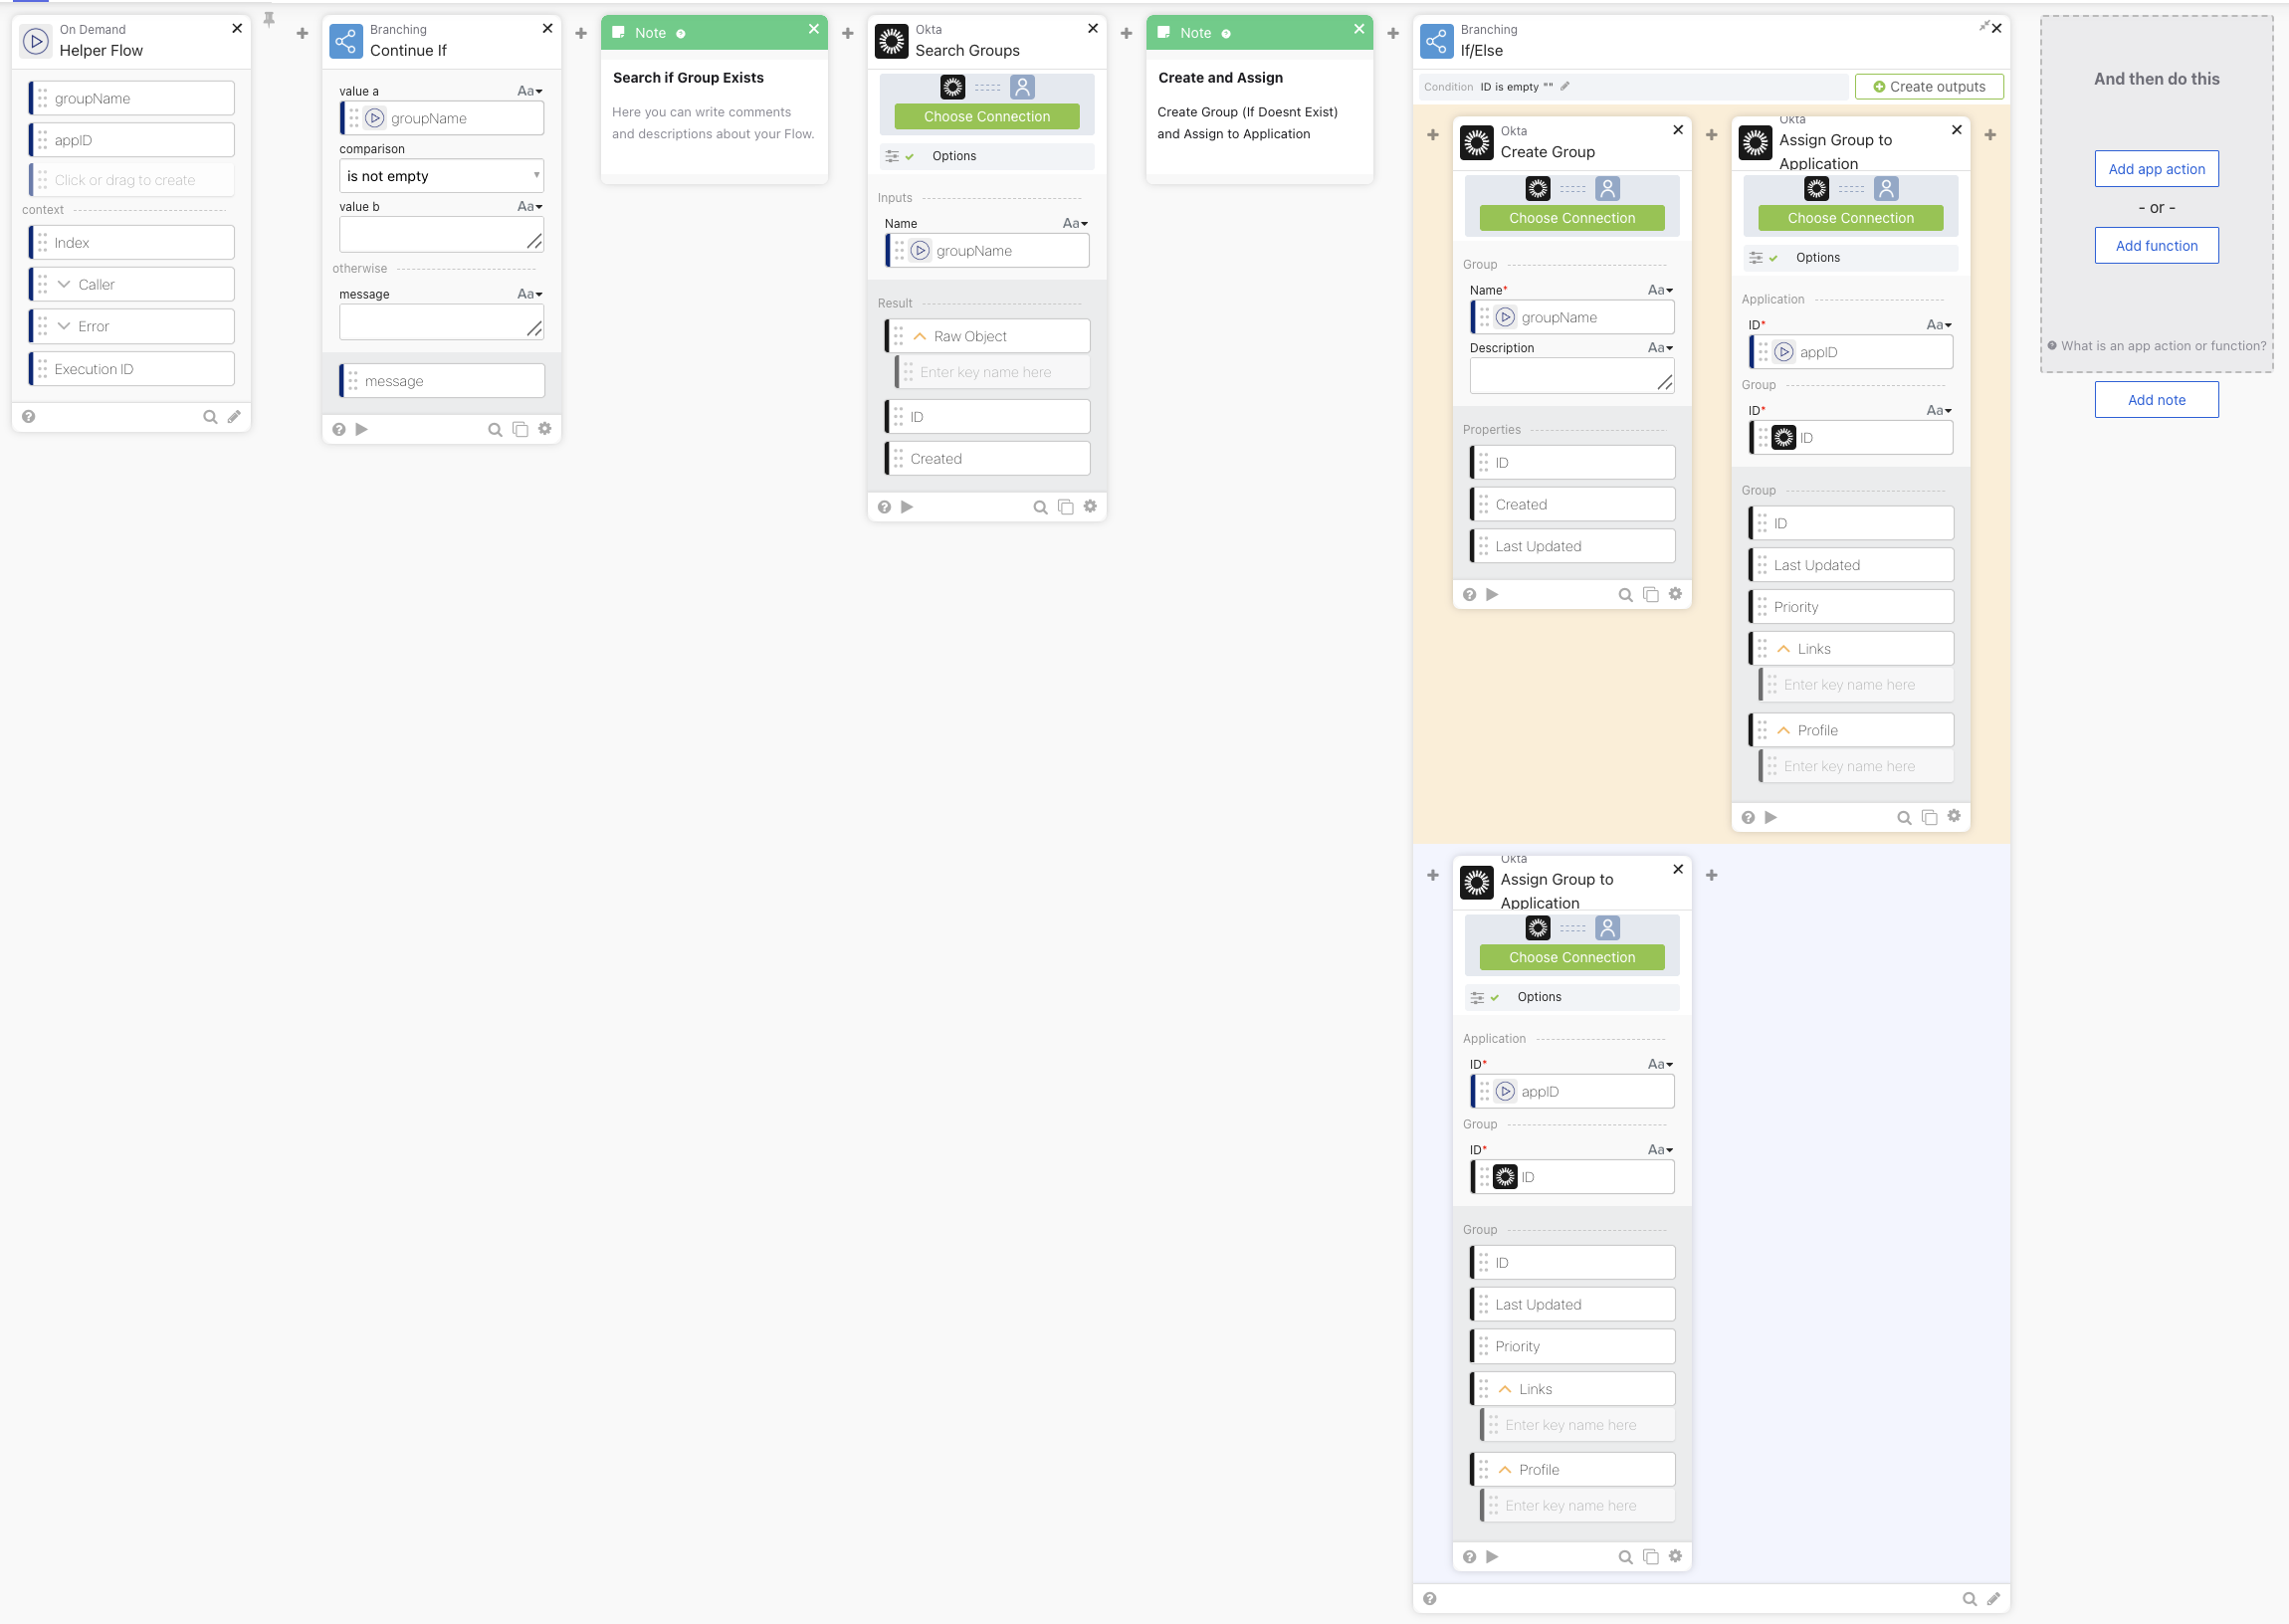 On Demand
Helper Flow
groupName
appID
Click or drag to create
context
Index
Caller
Error
Execution ID
Branching
Continue If
value a
Aa
groupName
comparison
is not empty
value b
Aa
otherwise
message
Aa
message
Note
Search if Group Exists
Here you can write comments
and descriptions about your Flow.
Okta
Search Groups
Choose Connection
Options
Inputs
Name
Aa
groupName
Result
Raw Object
Enter key name here
ID
Created
Note
Create and Assign
Create Group (If Doesnt Exist)
and Assign to Application
Branching
If/Else
Condition ID is empty ""
Create outputs
Okta
Create Group
Choose Connection
Group
Name*
Aa
groupName
Description
Aa
Properties
ID
Created
Last Updated
Okta
Assign Group to
Application
Choose Connection
Options
Application
ID*
Aa
appID
Group
ID*
Aa
ID
Group
ID
Last Updated
Priority
Links
Enter key name here
Profile
Enter key name here
Okta
Assign Group to
Application
Choose Connection
Options
Application
ID*
Aa
appID
Group
ID*
Aa
ID
Group
ID
Last Updated
Priority
Links
Enter key name here
Profile
Enter key name here
And then do this
Add app action
- or -
Add function
What is an app action or function?
Add note